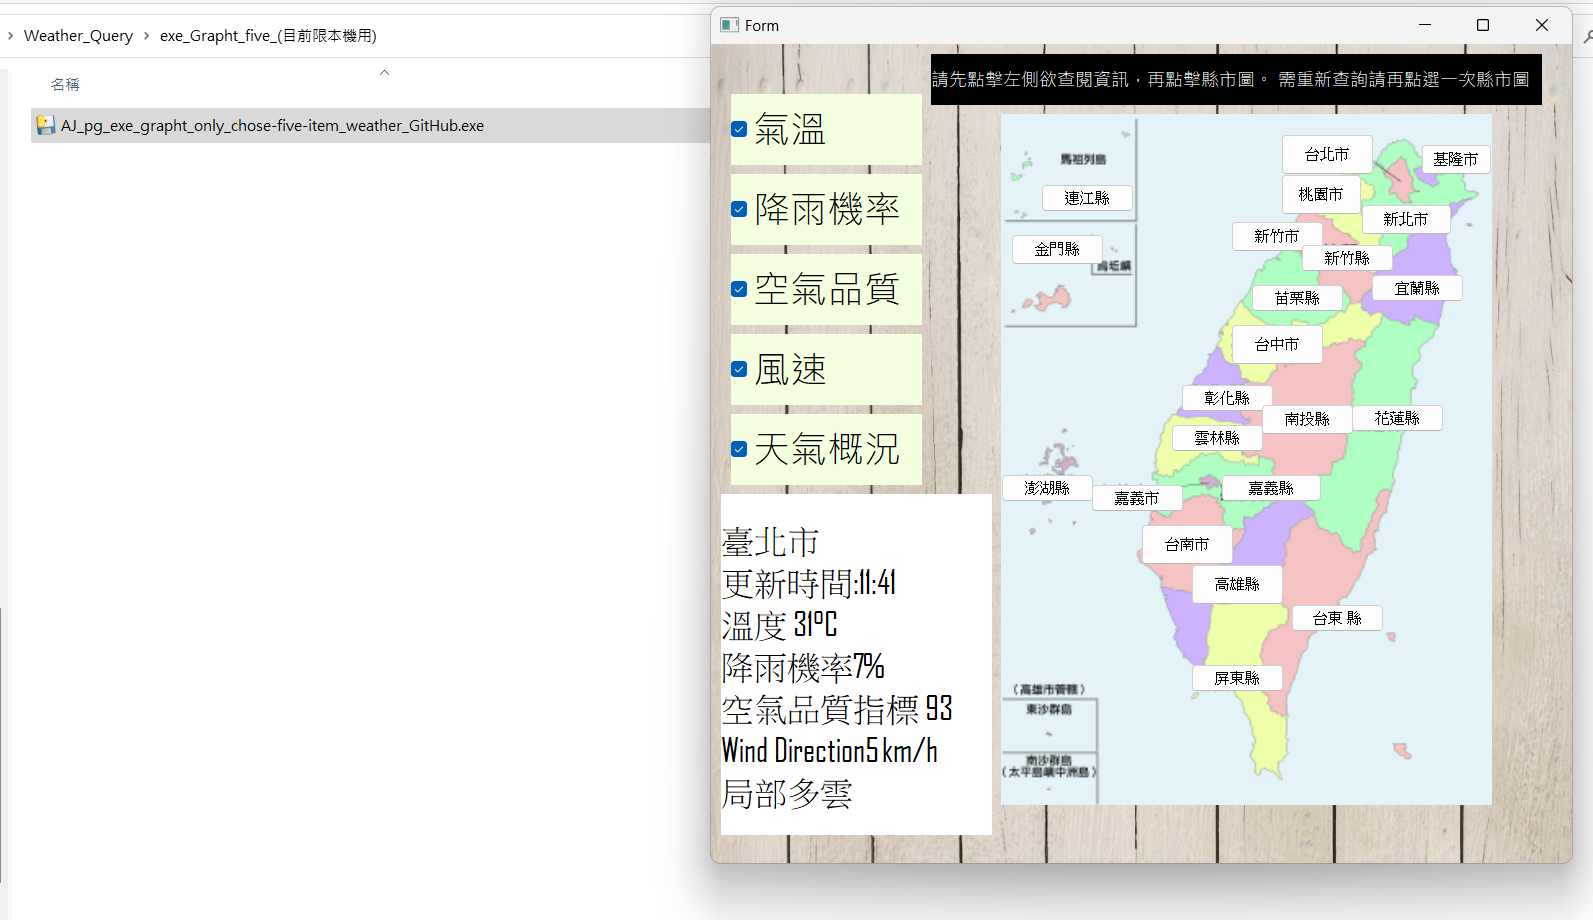 Weather_Query
exe_Grapht_five_(目前限本機用)
名稱
AJ_pg_exe_grapht_only_chose-five-item_weather_GitHub.exe
Form
請先點擊左側欲查閱資訊，再點擊縣市圖。 需重新查詢請再點選一次縣市圖
氣溫
降雨機率
空氣品質
風速
天氣概況
臺北市
更新時間:11:41
溫度 31°C
降雨機率7%
空氣品質指標 93
Wind Direction5 km/h
局部多雲
馬祖列島
連江縣
金門縣
台北市
基隆市
桃園市
新北市
新竹市
新竹縣
宜蘭縣
苗栗縣
台中市
彰化縣
南投縣
花蓮縣
雲林縣
澎湖縣
嘉義市
嘉義縣
台南市
高雄縣
台東 縣
屏東縣
(高雄市管轄)
東沙群島
南沙群島
(太平島與中洲島)